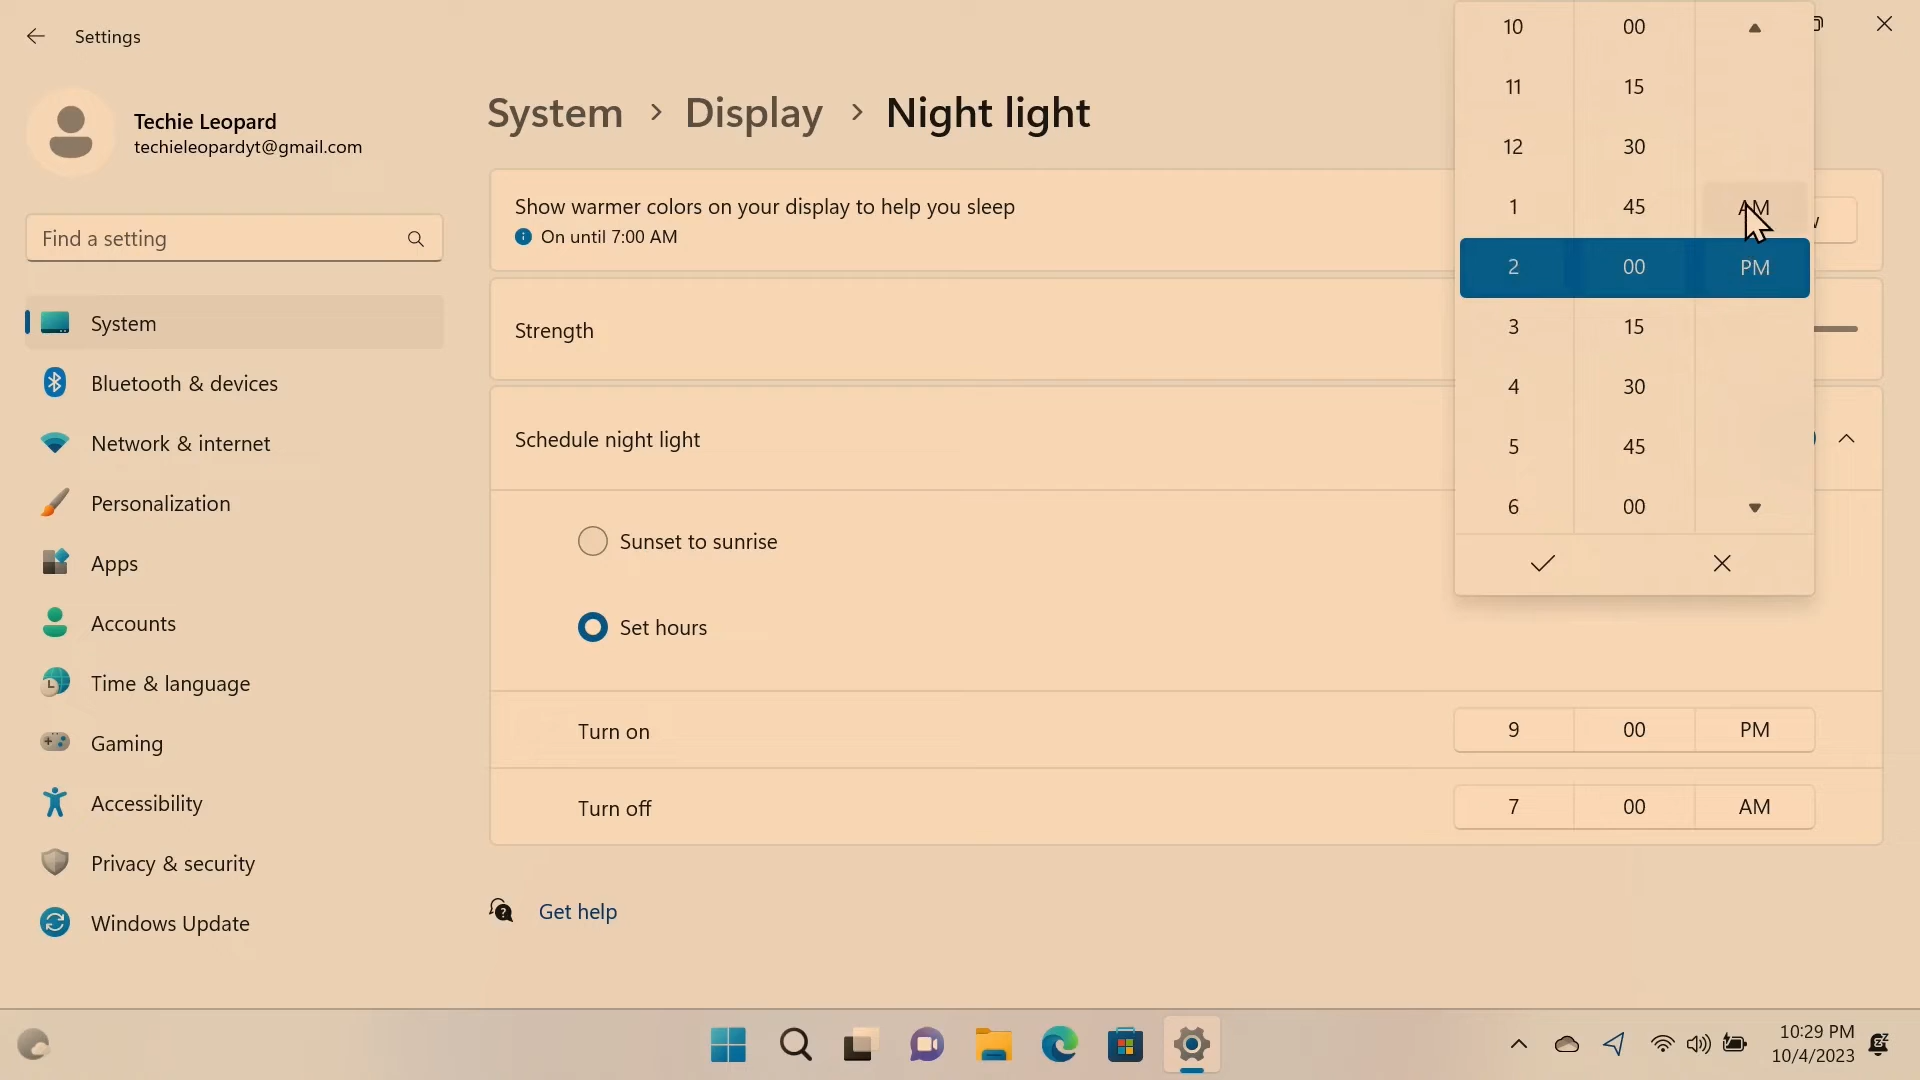 Settings
Techie Leopard
techieleopardyt@gmail.com
Find a setting
System
Bluetooth & devices
Network & internet
Personalization
Apps
Accounts
Time & language
Gaming
Accessibility
Privacy & security
Windows Update
System > Display > Night light
Show warmer colors on your display to help you sleep
On until 7:00 AM
Strength
Schedule night light
Sunset to sunrise
Set hours
Turn on
9 00 PM
Turn off
7 00 AM
Get help
10 00
11 15
12 30
1 45 AM
2 00 PM
3 15
4 30
5 45
6 00
10:29 PM
10/4/2023